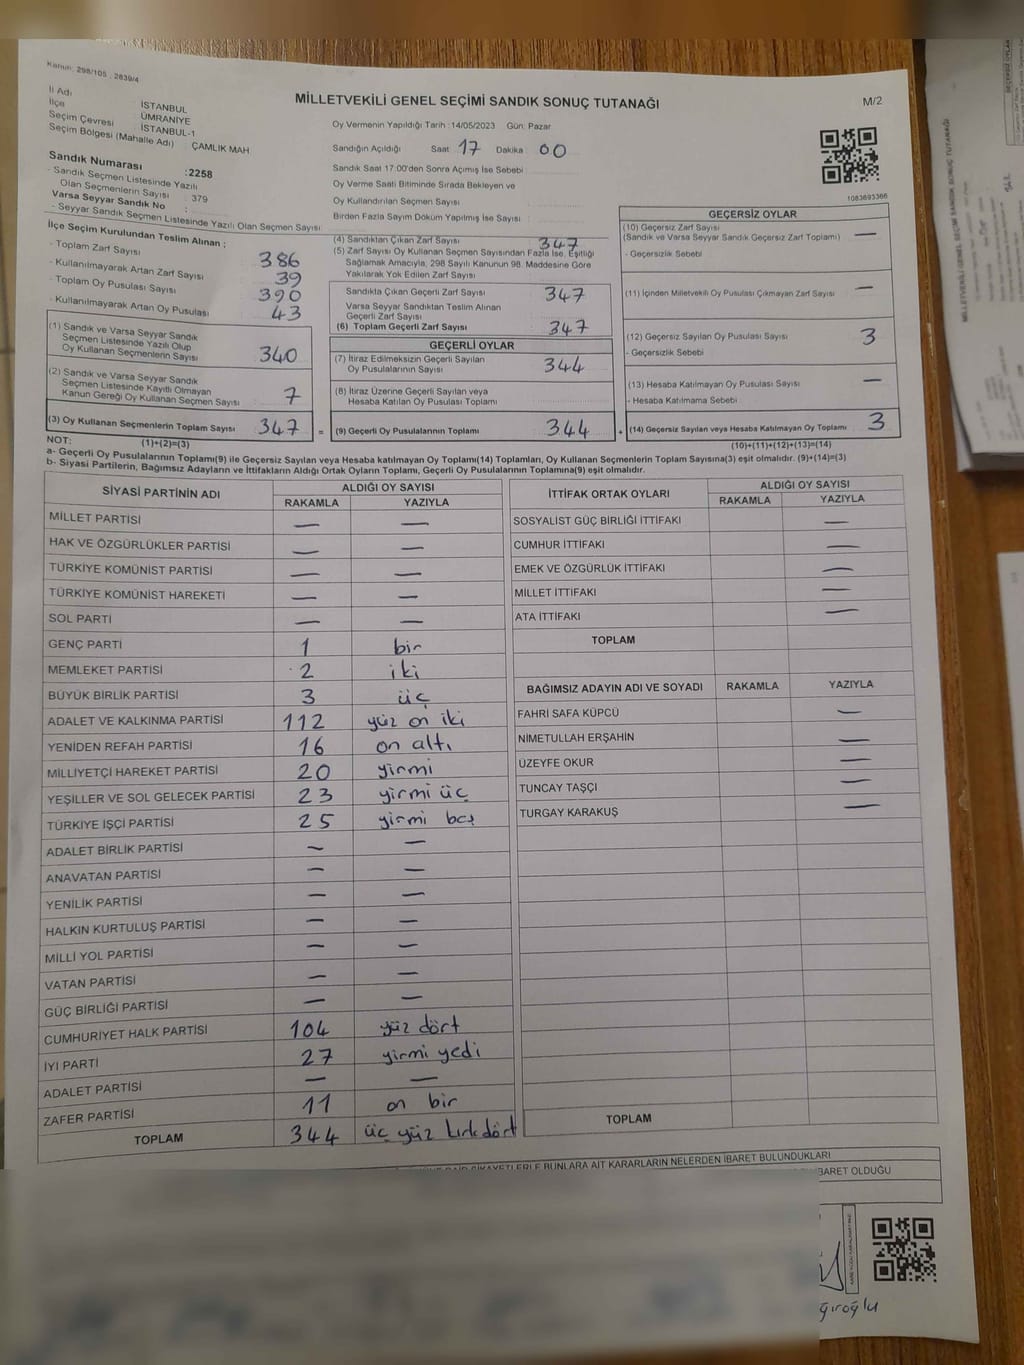 Kanun: 298/105 , 2839/4
MİLLETVEKİLİ GENEL SEÇİMİ SANDIK SONUÇ TUTANAĞI
M/2
İl Adı İSTANBUL
İlçe ÜMRANİYE
Seçim Çevresi İSTANBUL-1
Seçim Bölgesi (Mahalle Adı) : ÇAMLIK MAH
Sandık Numarası :2258
- Sandık Seçmen Listesinde Yazılı
Olan Seçmenlerin Sayısı : 379
Varsa Seyyar Sandık No :
- Seyyar Sandık Seçmen Listesinde Yazılı Olan Seçmen Sayısı
Oy Vermenin Yapıldığı Tarih :14/05/2023 Gün: Pazar
Sandığın Açıldığı Saat 17 Dakika 00
Sandık Saat 17:00'den Sonra Açımış İse Sebebi
Oy Verme Saati Bitiminde Sırada Bekleyen ve
Oy Kullandırılan Seçmen Sayısı
Birden Fazla Sayım Döküm Yapılmış İse Sayısı
1083693366
İlçe Seçim Kurulundan Teslim Alınan ;
- Toplam Zarf Sayısı 386
- Kullanılmayarak Artan Zarf Sayısı 39
- Toplam Oy Pusulası Sayısı 390
- Kullanılmayarak Artan Oy Pusulası 43
(1) Sandık ve Varsa Seyyar Sandık
Seçmen Listesinde Yazılı Olup
Oy Kullanan Seçmenlerin Sayısı 340
(2) Sandık ve Varsa Seyyar Sandık
Seçmen Listesinde Kayıtlı Olmayan
Kanun Gereği Oy Kullanan Seçmen Sayısı 7
(3) Oy Kullanan Seçmenlerin Toplam Sayısı 347 =
(4) Sandıktan Çıkan Zarf Sayısı 347
(5) Zarf Sayısı Oy Kullanan Seçmen Sayısından Fazla İse, Eşitliği
Sağlamak Amacıyla, 298 Sayılı Kanunun 98. Maddesine Göre
Yakılarak Yok Edilen Zarf Sayısı
Sandıkta Çıkan Geçerli Zarf Sayısı 347
Varsa Seyyar Sandıktan Teslim Alınan
Geçerli Zarf Sayısı
(6) Toplam Geçerli Zarf Sayısı 347
GEÇERLİ OYLAR
(7) İtiraz Edilmeksizin Geçerli Sayılan
Oy Pusulalarının Sayısı 344
(8) İtiraz Üzerine Geçerli Sayılan veya
Hesaba Katılan Oy Pusulası Toplamı
(9) Geçerli Oy Pusulalarının Toplamı 344 +
GEÇERSİZ OYLAR
(10) Geçersiz Zarf Sayısı
(Sandık ve Varsa Seyyar Sandık Geçersiz Zarf Toplamı) —
- Geçersizlik Sebebi
(11) İçinden Milletvekili Oy Pusulası Çıkmayan Zarf Sayısı —
(12) Geçersiz Sayılan Oy Pusulası Sayısı 3
- Geçersizlik Sebebi
(13) Hesaba Katılmayan Oy Pusulası Sayısı —
- Hesaba Katılmama Sebebi
(14) Geçersiz Sayılan veya Hesaba Katılmayan Oy Toplamı 3
NOT: (1)+(2)=(3) (10)+(11)+(12)+(13)=(14)
a- Geçerli Oy Pusulasının Toplamı(9) ile Geçersiz Sayılan veya Hesaba katılmayan Oy Toplamı(14) Toplamları, Oy Kullanan Seçmenlerin Toplam Sayısına(3) eşit olmalıdır. (9)+(14)=(3)
b- Siyasi Partilerin, Bağımsız Adayların ve İttifakların Aldığı Ortak Oyların Toplamı, Geçerli Oy Pusulalarının Toplamına(9) eşit olmalıdır.
SİYASİ PARTİNİN ADI ALDIĞI OY SAYISI
RAKAMLA YAZIYLA
MİLLET PARTİSİ — —
HAK VE ÖZGÜRLÜKLER PARTİSİ — —
TÜRKİYE KOMÜNİST PARTİSİ — —
TÜRKİYE KOMÜNİST HAREKETİ — —
SOL PARTİ — —
GENÇ PARTİ 1 bir
MEMLEKET PARTİSİ 2 iki
BÜYÜK BİRLİK PARTİSİ 3 üç
ADALET VE KALKINMA PARTİSİ 112 yüz on iki
YENİDEN REFAH PARTİSİ 16 on altı
MİLLİYETÇİ HAREKET PARTİSİ 20 yirmi
YEŞİLLER VE SOL GELECEK PARTİSİ 23 yirmi üç
TÜRKİYE İŞÇİ PARTİSİ 25 yirmi beş
ADALET BİRLİK PARTİSİ — —
ANAVATAN PARTİSİ — —
YENİLİK PARTİSİ — —
HALKIN KURTULUŞ PARTİSİ — —
MİLLİ YOL PARTİSİ — —
VATAN PARTİSİ — —
GÜÇ BİRLİĞİ PARTİSİ — —
CUMHURİYET HALK PARTİSİ 104 yüz dört
İYİ PARTİ 27 yirmi yedi
ADALET PARTİSİ — —
ZAFER PARTİSİ 11 on bir
TOPLAM 344 üç yüz kırk dört
İTTİFAK ORTAK OYLARI ALDIĞI OY SAYISI
RAKAMLA YAZIYLA
SOSYALİST GÜÇ BİRLİĞİ İTTİFAKI —
CUMHUR İTTİFAKI —
EMEK VE ÖZGÜRLÜK İTTİFAKI —
MİLLET İTTİFAKI —
ATA İTTİFAKI —
TOPLAM
BAĞIMSIZ ADAYIN ADI VE SOYADI RAKAMLA YAZIYLA
FAHRİ SAFA KÜPCÜ —
NİMETULLAH ERŞAHİN —
ÜZEYFE OKUR —
TUNCAY TAŞÇI —
TURGAY KARAKUŞ —
TOPLAM
BUNLARA AİT KARARLARIN NELERDEN İBARET BULUNDUKLARI
İBARET OLDUĞU
ğıroğlu